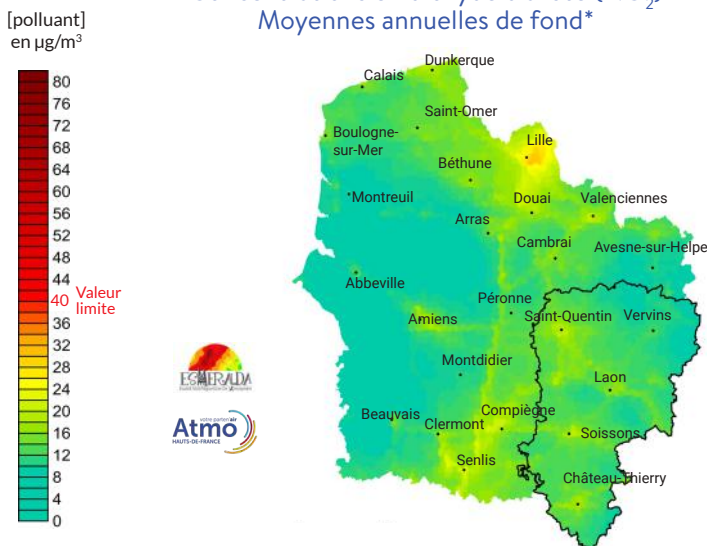 Moyennes annuelles de fond*
[polluant]
en µg/m³
80
76
72
68
64
60
56
52
48
44
40 Valeur limite
36
32
28
24
20
16
12
8
4
0
Dunkerque
Calais
Saint-Omer
Boulogne-
sur-Mer
Lille
Béthune
Montreuil
Douai
Valenciennes
Arras
Cambrai
Avesne-sur-Helpe
Abbeville
Péronne
Amiens
Saint-Quentin
Vervins
Montdidier
Laon
Beauvais
Compiègne
Clermont
Soissons
Senlis
Château-Thierry
ESMERALDA
votre partenair
Atmo
HAUTS-DE-FRANCE